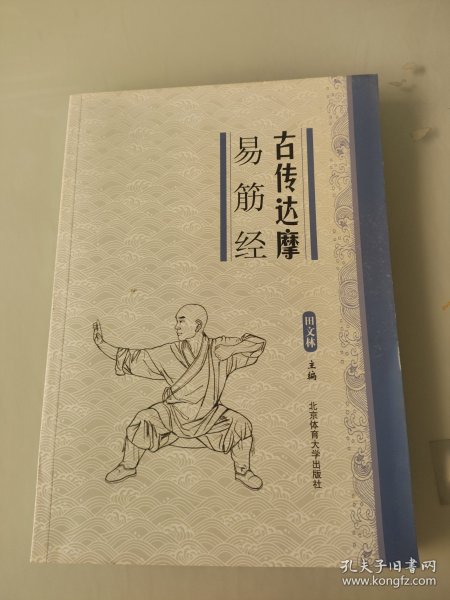 古传达摩
易筋经
田文林
主编
北京体育大学出版社
孔夫子旧书网
www.kongfz.com